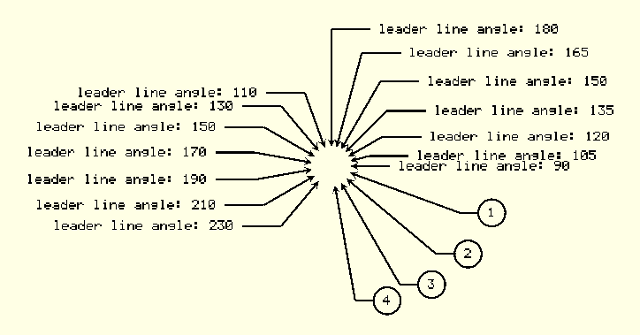 leader line angle: 180
leader line angle: 165
leader line angle: 150
leader line angle: 135
leader line angle: 120
leader line angle: 105
leader line angle: 90
leader line angle: 110
leader line angle: 130
leader line angle: 150
leader line angle: 170
leader line angle: 190
leader line angle: 210
leader line angle: 230
1
2
3
4